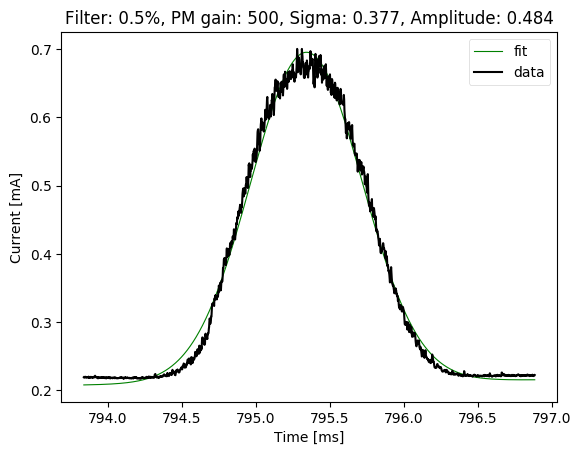 Filter: 0.5%, PM gain: 500, Sigma: 0.377, Amplitude: 0.484
fit
data
0.7
0.6
0.5
0.4
0.3
0.2
Current [mA]
794.0 794.5 795.0 795.5 796.0 796.5 797.0
Time [ms]